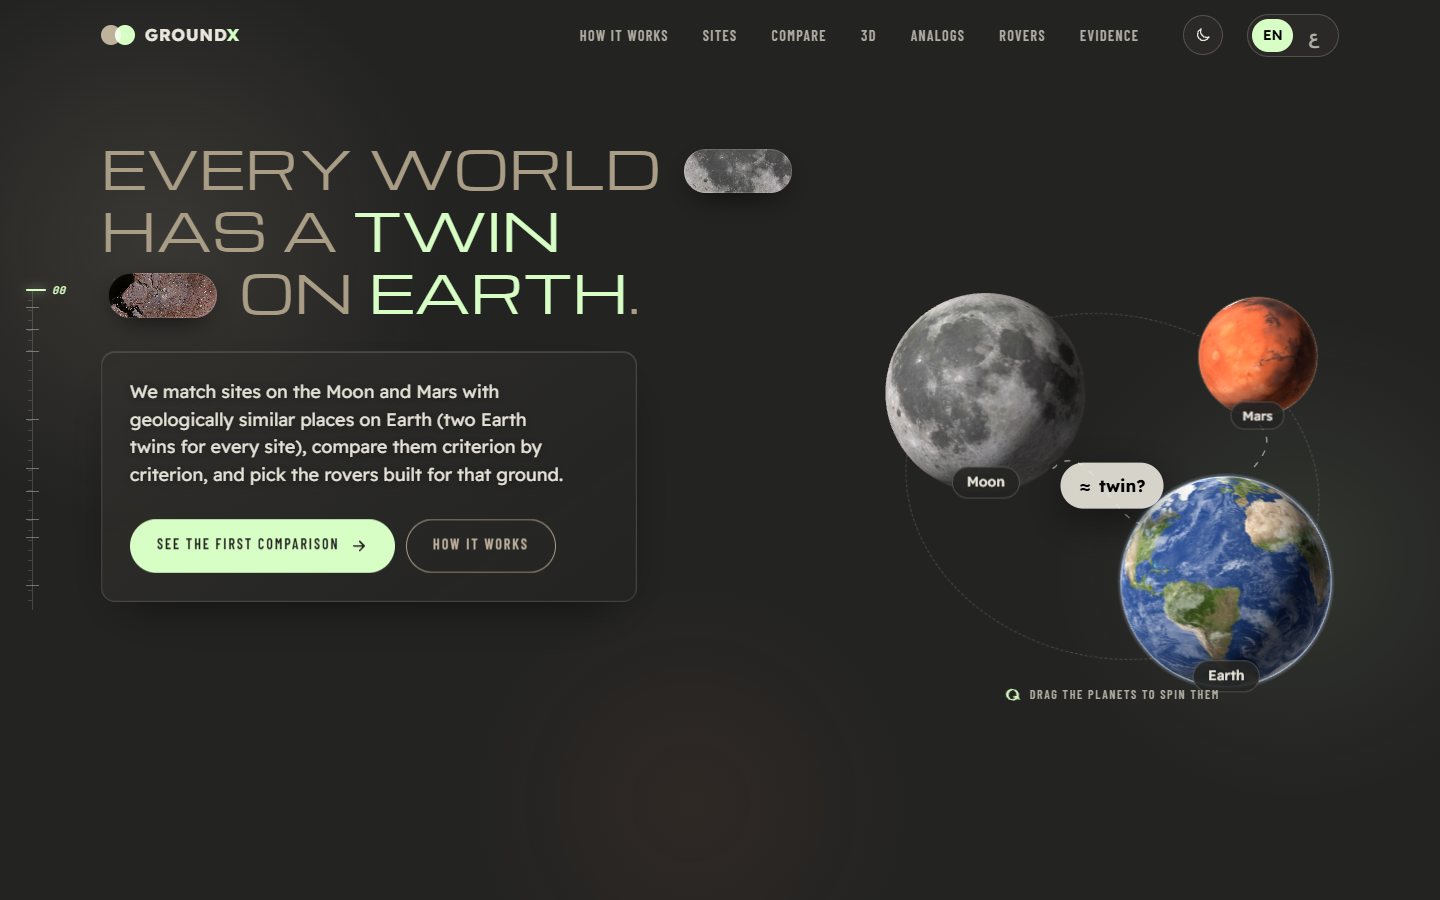 GROUNDX
HOW IT WORKS
SITES
COMPARE
3D
ANALOGS
ROVERS
EVIDENCE
EN
ع
EVERY WORLD
HAS A TWIN
ON EARTH.
00
We match sites on the Moon and Mars with
geologically similar places on Earth (two Earth
twins for every site), compare them criterion by
criterion, and pick the rovers built for that ground.
SEE THE FIRST COMPARISON →
HOW IT WORKS
Mars
Moon
≈ twin?
Earth
DRAG THE PLANETS TO SPIN THEM